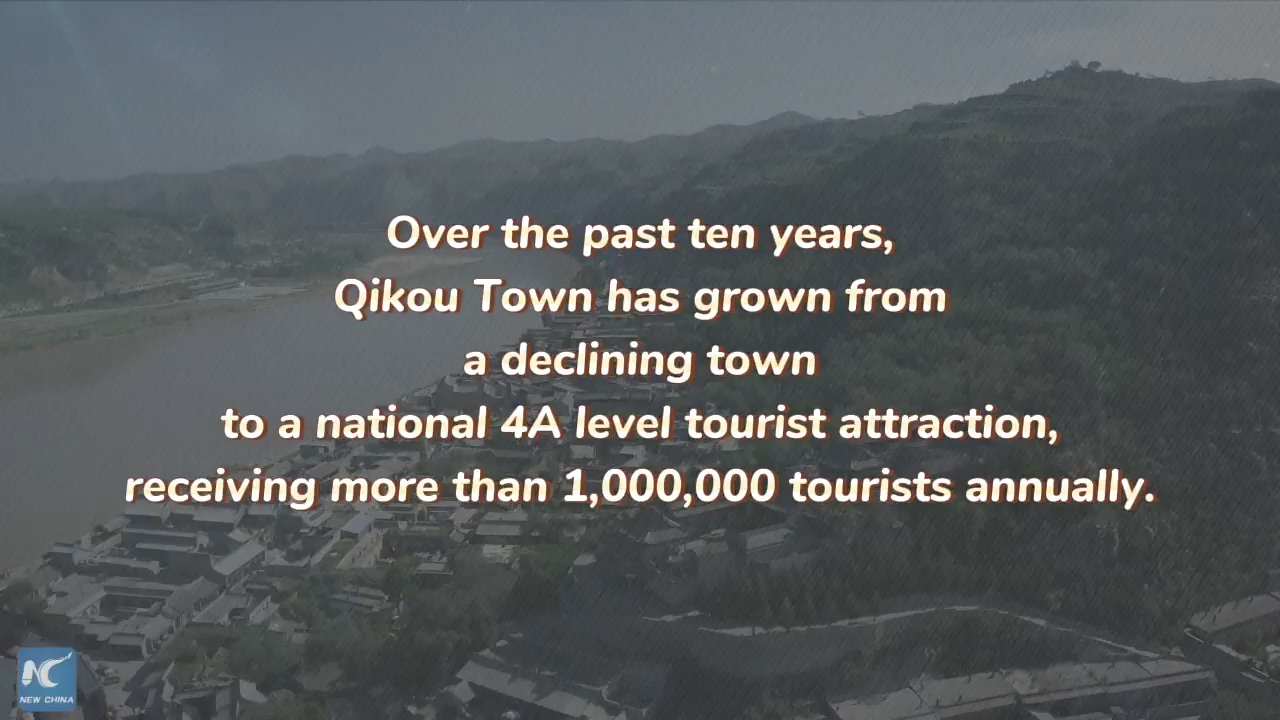 Over the past ten years,
Qikou Town has grown from
a declining town
to a national 4A level tourist attraction,
receiving more than 1,000,000 tourists annually.
NC
NEW CHINA